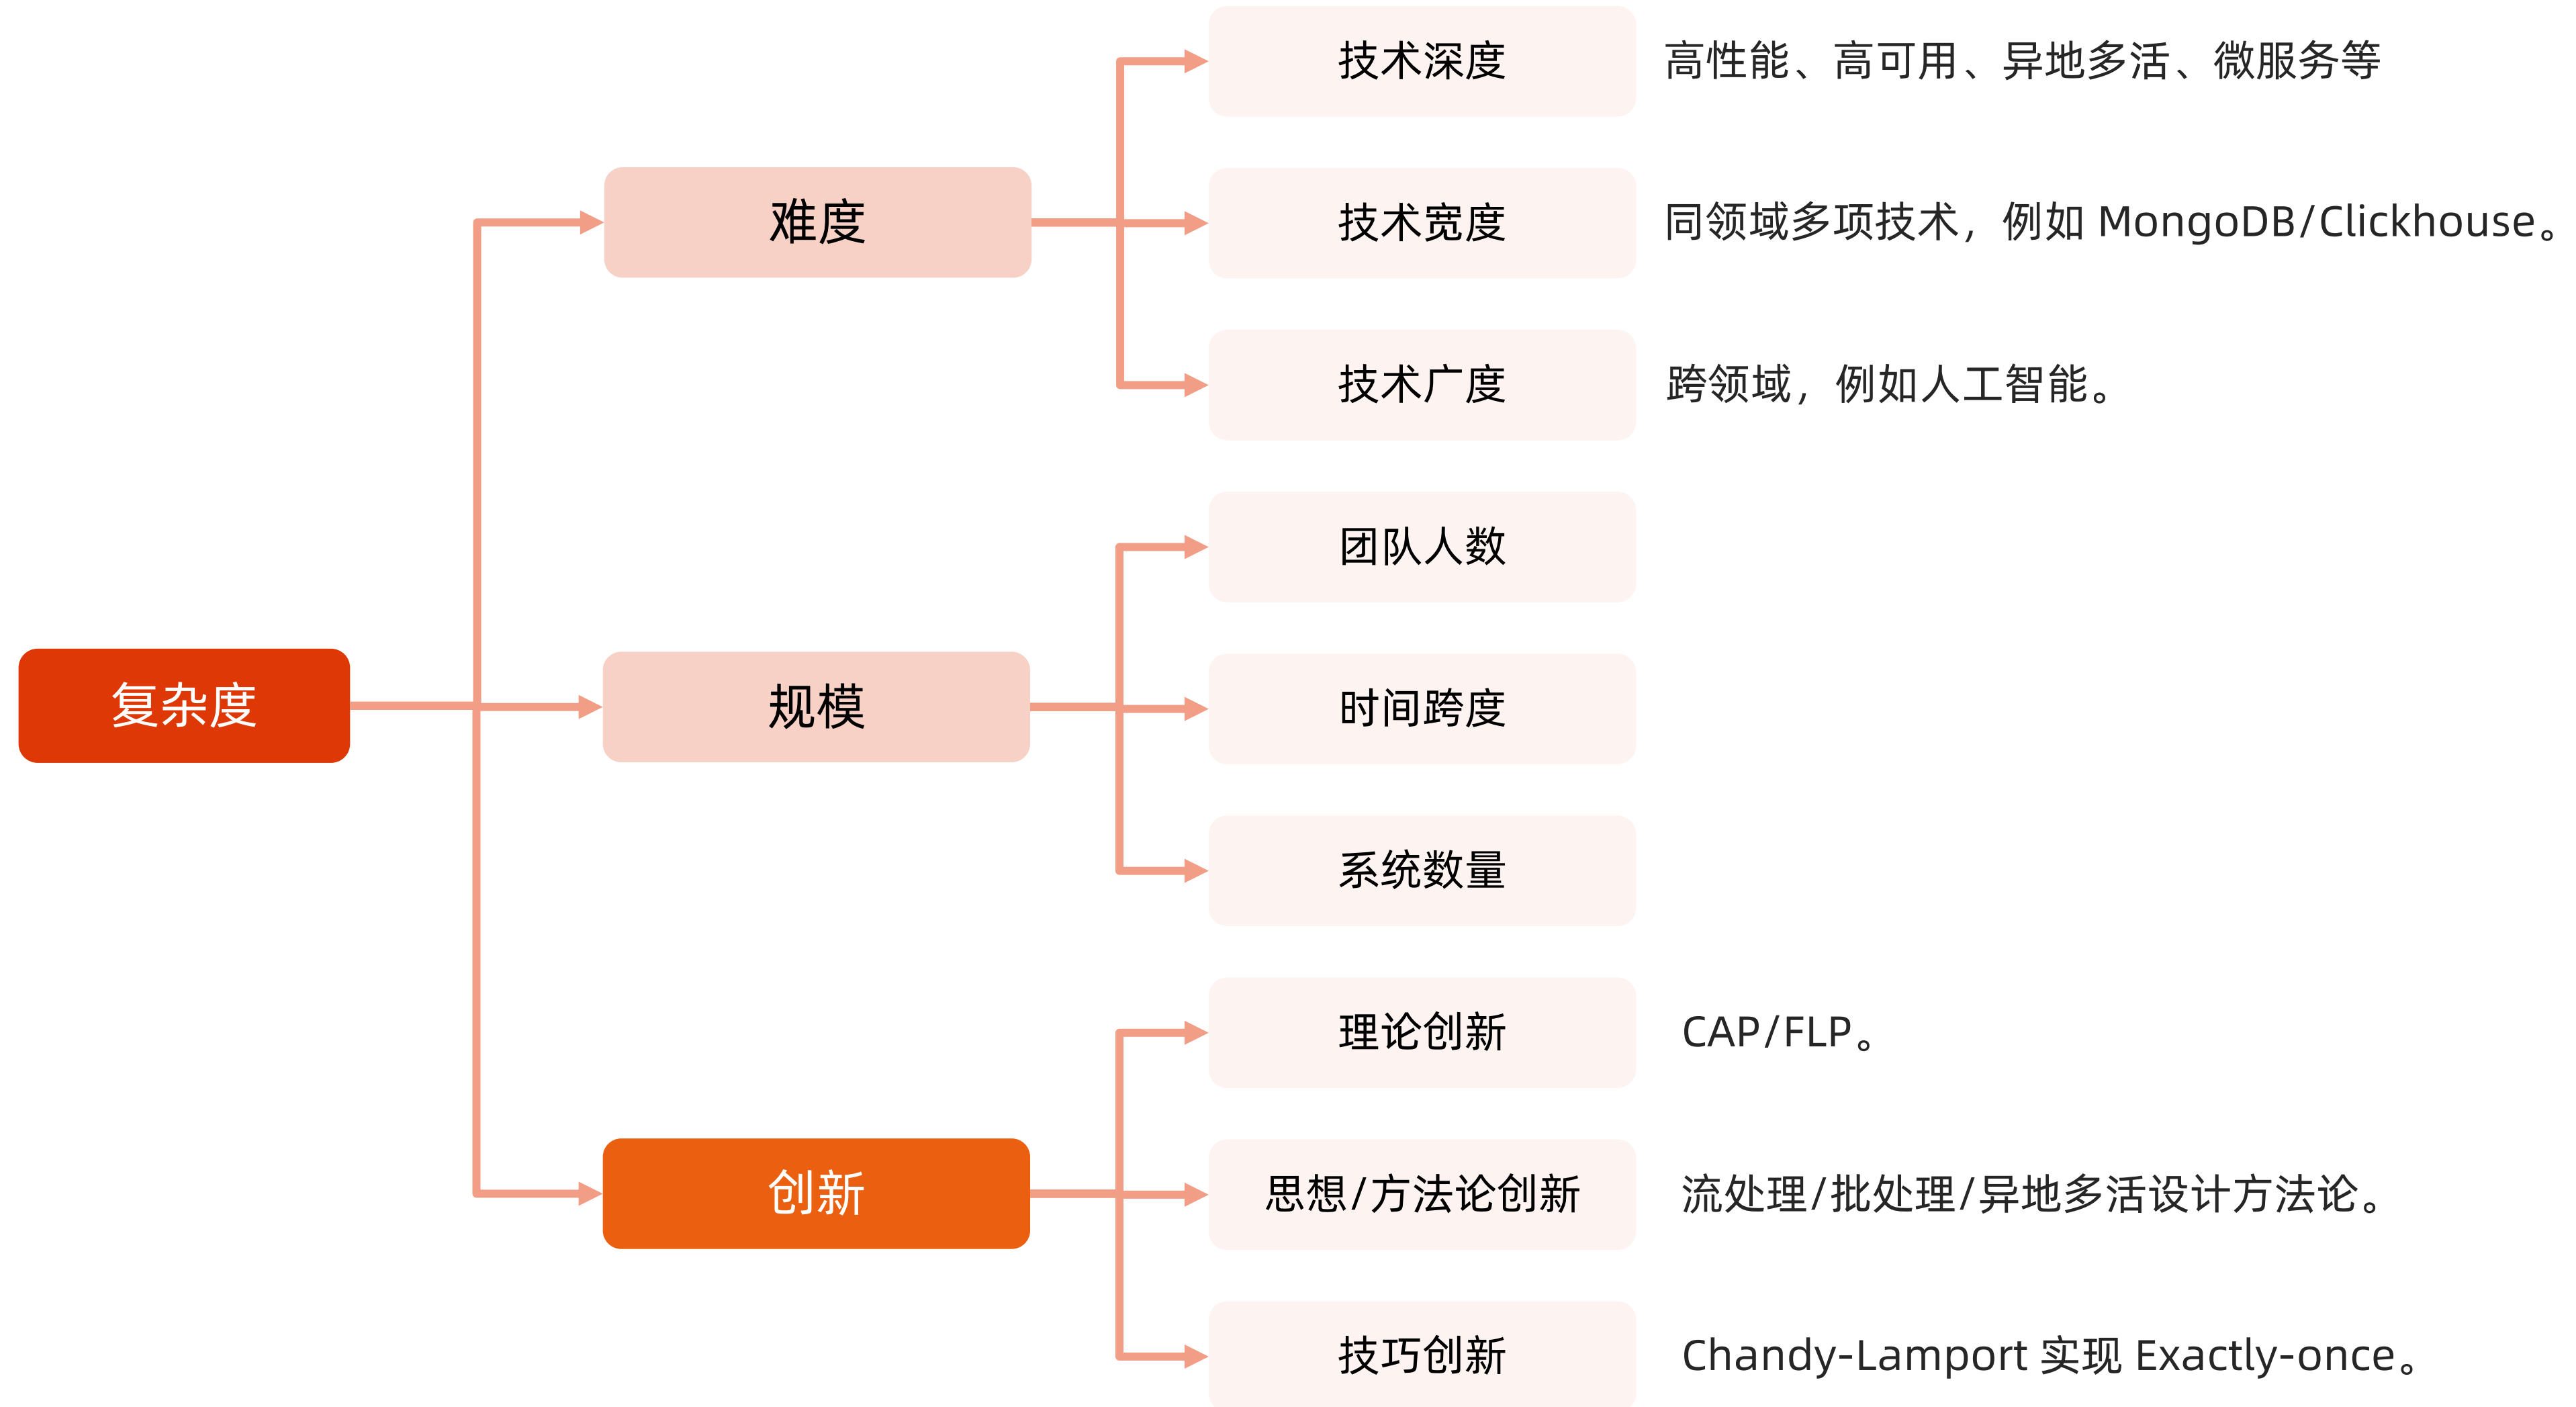 复杂度
难度
技术深度 高性能、高可用、异地多活、微服务等
技术宽度 同领域多项技术，例如 MongoDB/Clickhouse。
技术广度 跨领域，例如人工智能。
规模
团队人数
时间跨度
系统数量
创新
理论创新 CAP/FLP。
思想/方法论创新 流处理/批处理/异地多活设计方法论。
技巧创新 Chandy-Lamport 实现 Exactly-once。